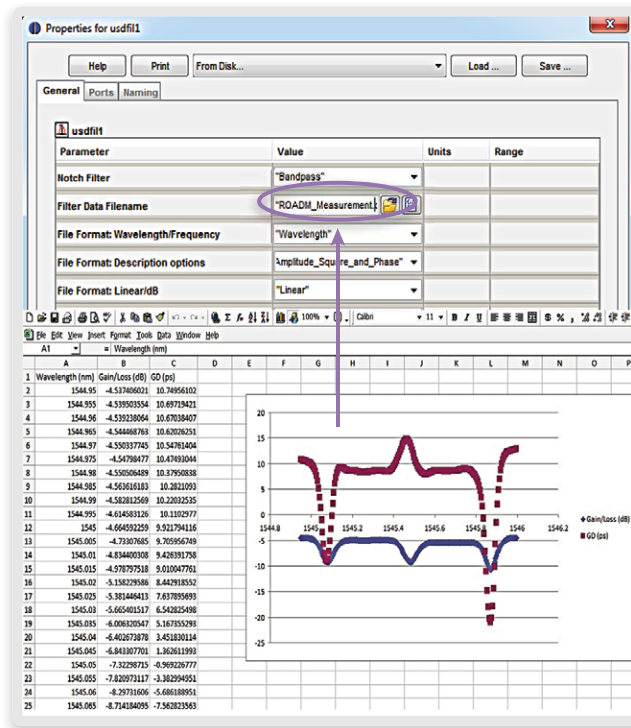 Properties for usdfil1
Help Print From Disk... Load ... Save ...
General Ports Naming
usdfil1
Parameter Value Units Range
Notch Filter "Bandpass"
Filter Data Filename "ROADM_Measurement.
File Format: Wavelength/Frequency "Wavelength"
File Format: Description options Amplitude_Square_and_Phase"
File Format: Linear/dB "Linear"
100% Calibri 11 B I U $ % ,
File Edit View Insert Format Tools Data Window Help
A1 = Wavelength (nm)
A B C D E F G H I J K L M N O P
1 Wavelength (nm) Gain/Loss (dB) GD (ps)
2 1544.95 -4.537406021 10.74956102
3 1544.955 -4.539503554 10.69719421
4 1544.96 -4.539238064 10.67038407
5 1544.965 -4.544468763 10.62026251
6 1544.97 -4.550337745 10.54761404
7 1544.975 -4.54798477 10.47493044
8 1544.98 -4.550506489 10.37950838
9 1544.985 -4.563616183 10.2821093
10 1544.99 -4.582812569 10.22032535
11 1544.995 -4.614583126 10.1102977
12 1545 -4.664592259 9.921794116
13 1545.005 -4.73307685 9.705956749
14 1545.01 -4.834400308 9.426391758
15 1545.015 -4.978797518 9.010047761
16 1545.02 -5.158229586 8.442918552
17 1545.025 -5.381446413 7.637895693
18 1545.03 -5.665401517 6.542825498
19 1545.035 -6.006320547 5.167355293
20 1545.04 -6.402673878 3.451830114
21 1545.045 -6.843307701 1.362611993
22 1545.05 -7.32298715 -0.969226777
23 1545.055 -7.820973117 -3.382994951
24 1545.06 -8.29731606 -5.686188951
25 1545.065 -8.714184095 -7.562823563
20
15
10
5
0
1544.8 1545.2 1545.4 1545.6 1545.8 1546 1546.2
-5
-10
-15
-20
-25
Gain/Loss (dB)
GD (ps)